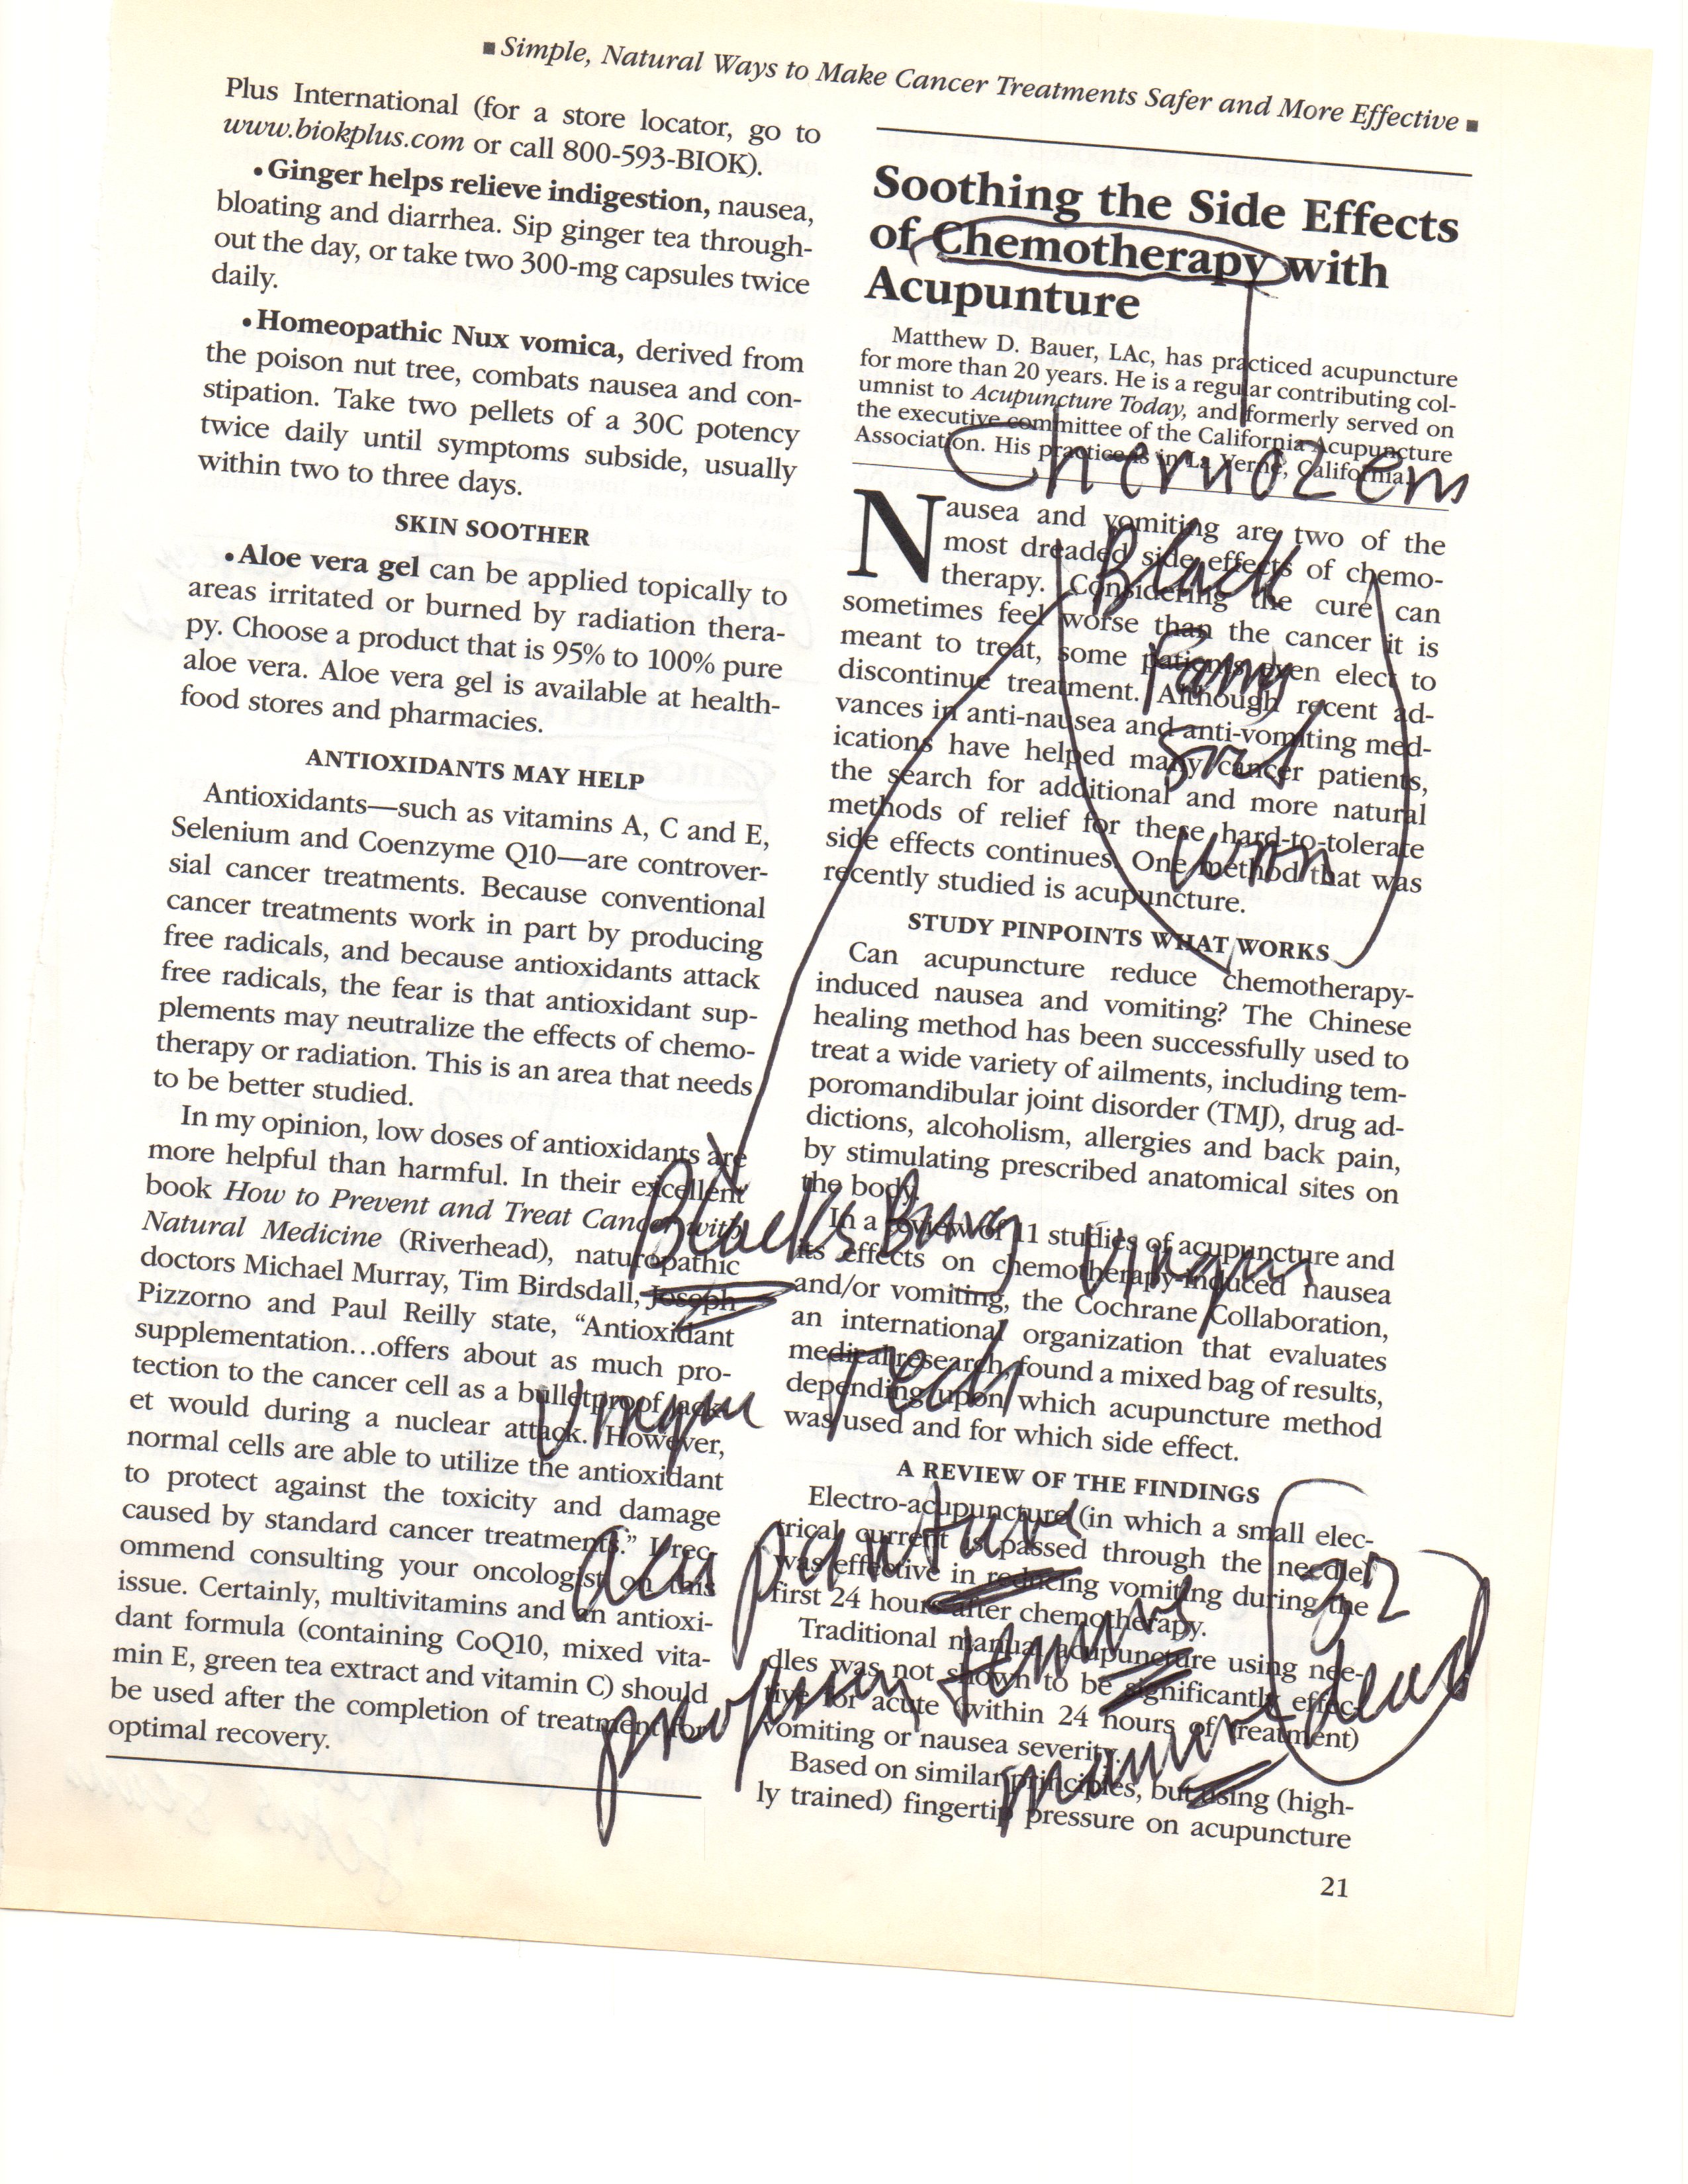 ■ Simple, Natural Ways to Make Cancer Treatments Safer and More Effective ■
Plus International (for a store locator, go to
www.biokplus.com or call 800-593-BIOK).
• Ginger helps relieve indigestion, nausea,
bloating and diarrhea. Sip ginger tea through-
out the day, or take two 300-mg capsules twice
daily.
• Homeopathic Nux vomica, derived from
the poison nut tree, combats nausea and con-
stipation. Take two pellets of a 30C potency
twice daily until symptoms subside, usually
within two to three days.
SKIN SOOTHER
• Aloe vera gel can be applied topically to
areas irritated or burned by radiation thera-
py. Choose a product that is 95% to 100% pure
aloe vera. Aloe vera gel is available at health-
food stores and pharmacies.
ANTIOXIDANTS MAY HELP
Antioxidants—such as vitamins A, C and E,
Selenium and Coenzyme Q10—are controver-
sial cancer treatments. Because conventional
cancer treatments work in part by producing
free radicals, and because antioxidants attack
free radicals, the fear is that antioxidant sup-
plements may neutralize the effects of chemo-
therapy or radiation. This is an area that needs
to be better studied.
In my opinion, low doses of antioxidants are
more helpful than harmful. In their excellent
book How to Prevent and Treat Cancer with
Natural Medicine (Riverhead), naturopathic
doctors Michael Murray, Tim Birdsdall, Joseph
Pizzorno and Paul Reilly state, “Antioxidant
supplementation…offers about as much pro-
tection to the cancer cell as a bulletproof jack-
et would during a nuclear attack. However,
normal cells are able to utilize the antioxidant
to protect against the toxicity and damage
caused by standard cancer treatments.” I rec-
ommend consulting your oncologist on this
issue. Certainly, multivitamins and an antioxi-
dant formula (containing CoQ10, mixed vita-
min E, green tea extract and vitamin C) should
be used after the completion of treatment for
optimal recovery.
Soothing the Side Effects
of Chemotherapy with
Acupunture
Matthew D. Bauer, LAc, has practiced acupuncture
for more than 20 years. He is a regular contributing col-
umnist to Acupuncture Today, and formerly served on
the executive committee of the California Acupuncture
Association. His practice is in La Verne, California.
Nausea and vomiting are two of the
most dreaded side effects of chemo-
therapy. Considering the cure can
sometimes feel worse than the cancer it is
meant to treat, some patients even elect to
discontinue treatment. Although recent ad-
vances in anti-nausea and anti-vomiting med-
ications have helped many cancer patients,
the search for additional and more natural
methods of relief for these hard-to-tolerate
side effects continues. One method that was
recently studied is acupuncture.
STUDY PINPOINTS WHAT WORKS
Can acupuncture reduce chemotherapy-
induced nausea and vomiting? The Chinese
healing method has been successfully used to
treat a wide variety of ailments, including tem-
poromandibular joint disorder (TMJ), drug ad-
dictions, alcoholism, allergies and back pain,
by stimulating prescribed anatomical sites on
the body.
In a review of 11 studies of acupuncture and
its effects on chemotherapy-induced nausea
and/or vomiting, the Cochrane Collaboration,
an international organization that evaluates
medical research, found a mixed bag of results,
depending upon which acupuncture method
was used and for which side effect.
A REVIEW OF THE FINDINGS
Electro-acupuncture (in which a small elec-
trical current is passed through the needle)
was effective in reducing vomiting during the
first 24 hours after chemotherapy.
Traditional manual acupuncture using nee-
dles was not shown to be significantly effec-
tive for acute (within 24 hours of treatment)
vomiting or nausea severity.
Based on similar principles, but using (high-
ly trained) fingertip pressure on acupuncture
21
Black
Tech
32
dead